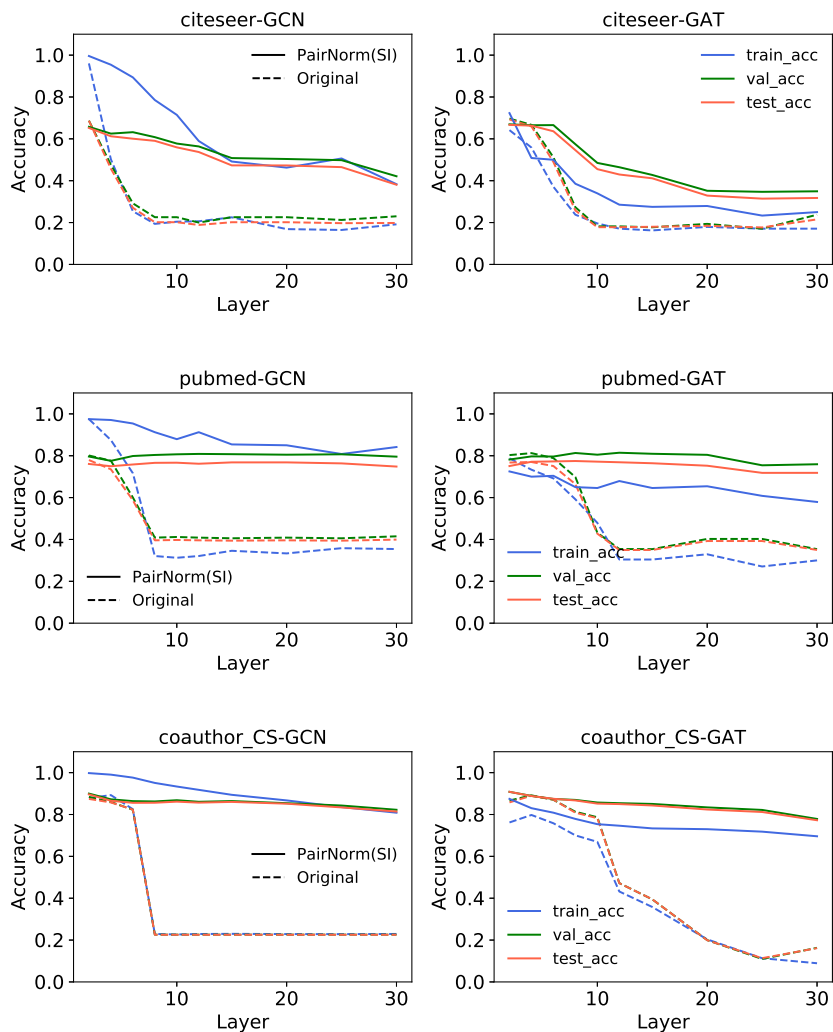 citeseer-GCN
Accuracy
1.0
0.8
0.6
0.4
0.2
0.0
PairNorm(SI)
Original
10
20
30
Layer
citeseer-GAT
Accuracy
1.0
0.8
0.6
0.4
0.2
0.0
train_acc
val_acc
test_acc
10
20
30
Layer
pubmed-GCN
Accuracy
1.0
0.8
0.6
0.4
0.2
0.0
PairNorm(SI)
Original
10
20
30
Layer
pubmed-GAT
Accuracy
1.0
0.8
0.6
0.4
0.2
0.0
train_acc
val_acc
test_acc
10
20
30
Layer
coauthor_CS-GCN
Accuracy
1.0
0.8
0.6
0.4
0.2
0.0
PairNorm(SI)
Original
10
20
30
Layer
coauthor_CS-GAT
Accuracy
1.0
0.8
0.6
0.4
0.2
0.0
train_acc
val_acc
test_acc
10
20
30
Layer